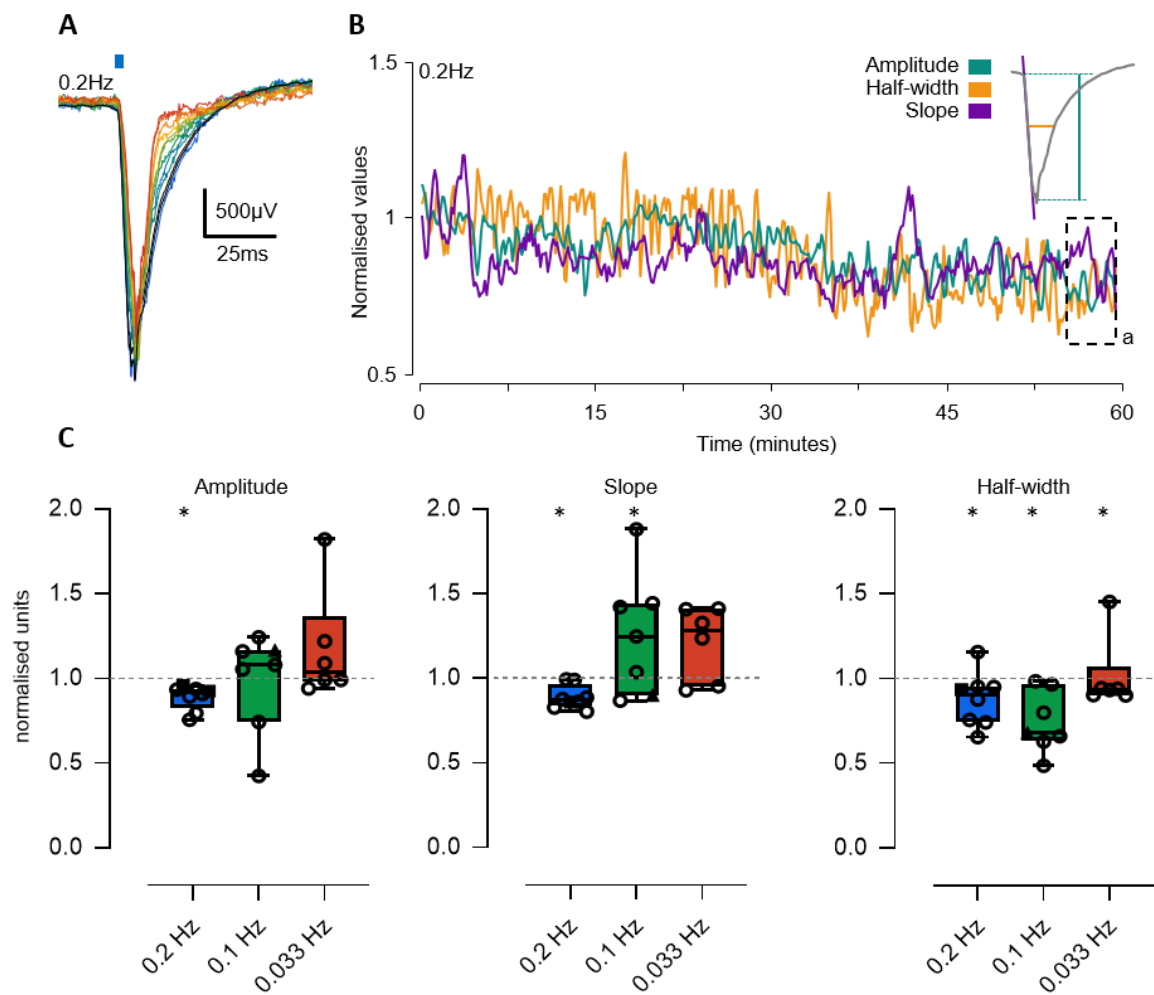 A
0.2Hz
500µV
25ms
B
1.5
0.2Hz
Amplitude
Half-width
Slope
Normalised values
1
0.5
a
0
15
30
45
60
Time (minutes)
C
Amplitude
*
2.0
1.5
1.0
0.5
0.0
normalised units
0.2 Hz
0.1 Hz
0.033 Hz
Slope
* *
2.0
1.5
1.0
0.5
0.0
0.2 Hz
0.1 Hz
0.033 Hz
Half-width
* * *
2.0
1.5
1.0
0.5
0.0
0.2 Hz
0.1 Hz
0.033 Hz